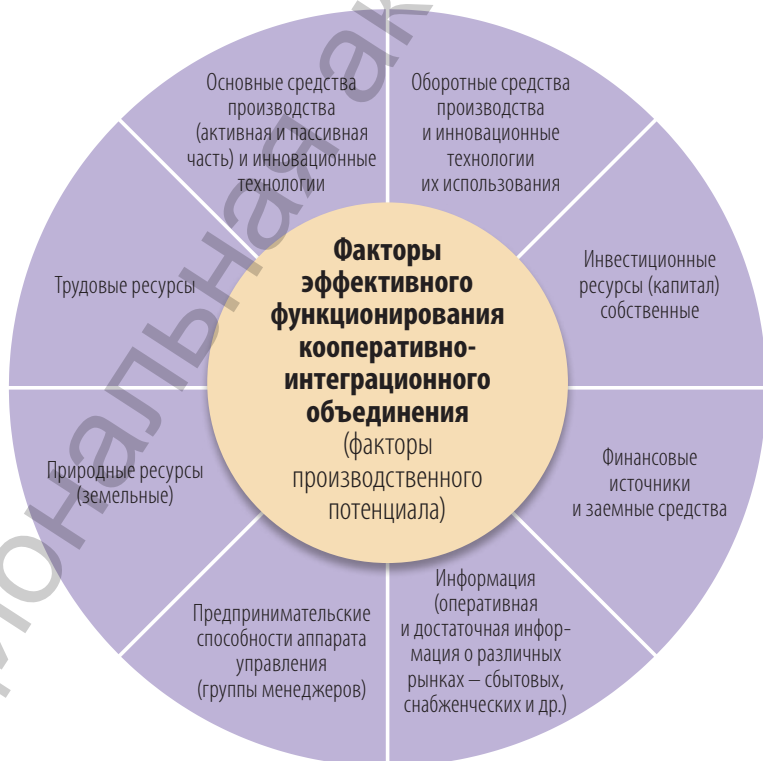 Основные средства
производства
(активная и пассивная
часть) и инновационные
технологии
Оборотные средства
производства
и инновационные
технологии
их использования
Инвестиционные
ресурсы (капитал)
собственные
Финансовые
источники
и заемные средства
Информация
(оперативная
и достаточная инфор-
мация о различных
рынках – сбытовых,
снабженческих и др.)
Предпринимательские
способности аппарата
управления
(группы менеджеров)
Природные ресурсы
(земельные)
Трудовые ресурсы
Факторы
эффективного
функционирования
кооперативно-
интеграционного
объединения
(факторы
производственного
потенциала)